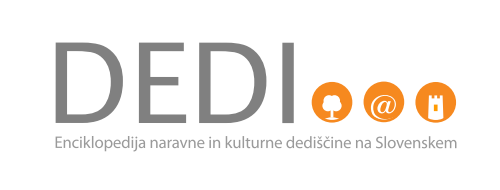 DEDI @
Enciklopedija naravne in kulturne dediščine na Slovenskem